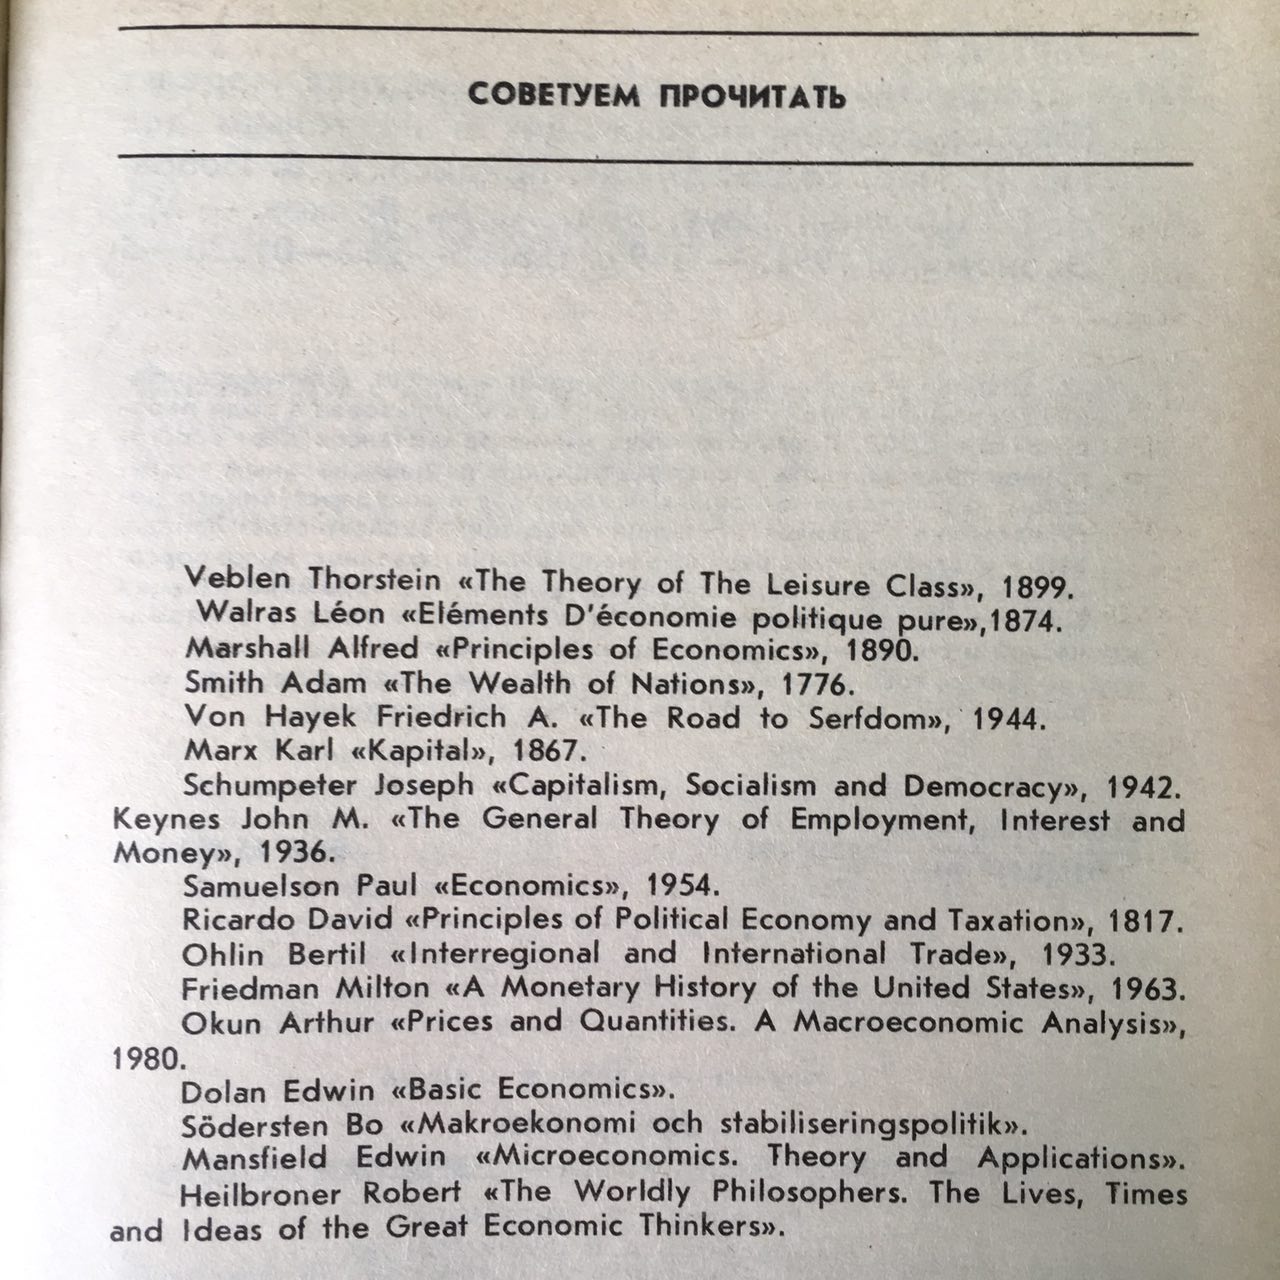 СОВЕТУЕМ ПРОЧИТАТЬ
Veblen Thorstein «The Theory of The Leisure Class», 1899.
Walras Léon «Eléments D'économie politique pure»,1874.
Marshall Alfred «Principles of Economics», 1890.
Smith Adam «The Wealth of Nations», 1776.
Von Hayek Friedrich A. «The Road to Serfdom», 1944.
Marx Karl «Kapital», 1867.
Schumpeter Joseph «Capitalism, Socialism and Democracy», 1942.
Keynes John M. «The General Theory of Employment, Interest and
Money», 1936.
Samuelson Paul «Economics», 1954.
Ricardo David «Principles of Political Economy and Taxation», 1817.
Ohlin Bertil «Interregional and International Trade», 1933.
Friedman Milton «A Monetary History of the United States», 1963.
Okun Arthur «Prices and Quantities. A Macroeconomic Analysis»,
1980.
Dolan Edwin «Basic Economics».
Södersten Bo «Makroekonomi och stabiliseringspolitik».
Mansfield Edwin «Microeconomics. Theory and Applications».
Heilbroner Robert «The Worldly Philosophers. The Lives, Times
and Ideas of the Great Economic Thinkers».